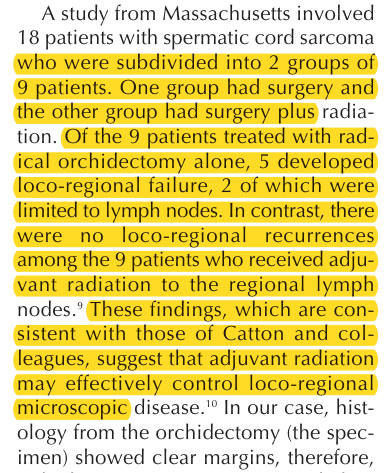 A study from Massachusetts involved
18 patients with spermatic cord sarcoma
who were subdivided into 2 groups of
9 patients. One group had surgery and
the other group had surgery plus radia-
tion. Of the 9 patients treated with rad-
ical orchidectomy alone, 5 developed
loco-regional failure, 2 of which were
limited to lymph nodes. In contrast, there
were no loco-regional recurrences
among the 9 patients who received adju-
vant radiation to the regional lymph
nodes.⁹ These findings, which are con-
sistent with those of Catton and col-
leagues, suggest that adjuvant radiation
may effectively control loco-regional
microscopic disease.¹⁰ In our case, hist-
ology from the orchidectomy (the spec-
imen) showed clear margins, therefore,